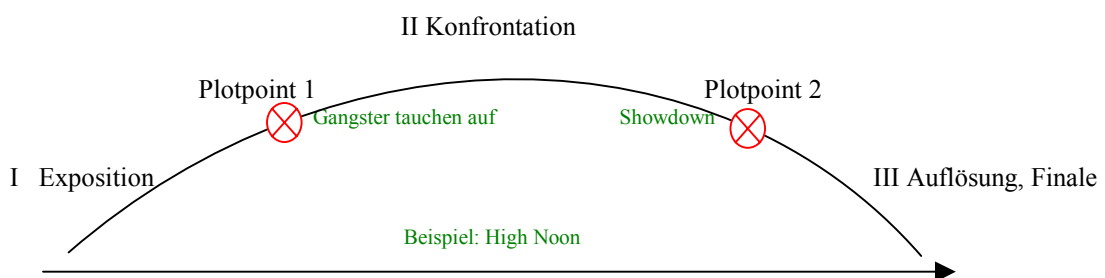 II Konfrontation
Plotpoint 1
Plotpoint 2
Gangster tauchen auf
Showdown
I Exposition
III Auflösung, Finale
Beispiel: High Noon